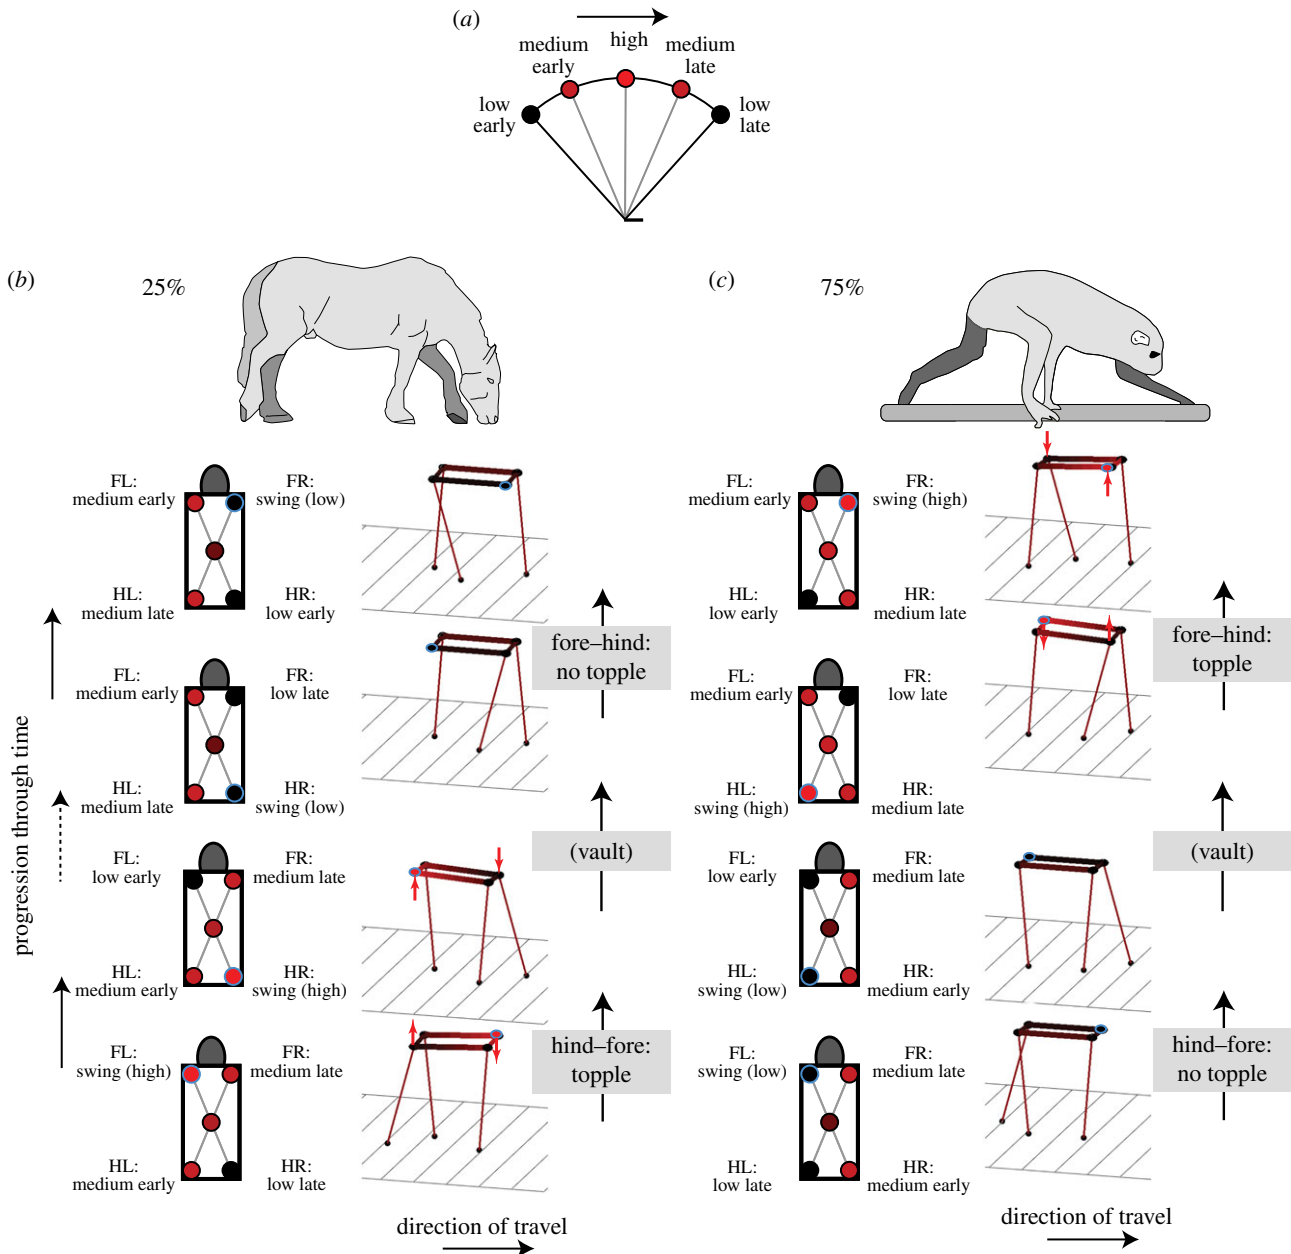 (a)
high
medium
early
medium
late
low
early
low
late
(b)
25%
FL:
medium early
FR:
swing (low)
HL:
medium late
HR:
low early
fore–hind:
no topple
FL:
medium early
FR:
low late
HL:
medium late
HR:
swing (low)
(vault)
FL:
low early
FR:
medium late
HL:
medium early
HR:
swing (high)
hind–fore:
topple
FL:
swing (high)
FR:
medium late
HL:
medium early
HR:
low late
progression through time
direction of travel
(c)
75%
FL:
medium early
FR:
swing (high)
HL:
low early
HR:
medium late
fore–hind:
topple
FL:
medium early
FR:
low late
HL:
swing (high)
HR:
medium late
(vault)
FL:
low early
FR:
medium late
HL:
swing (low)
HR:
medium early
hind–fore:
no topple
FL:
swing (low)
FR:
medium late
HL:
low late
HR:
medium early
direction of travel